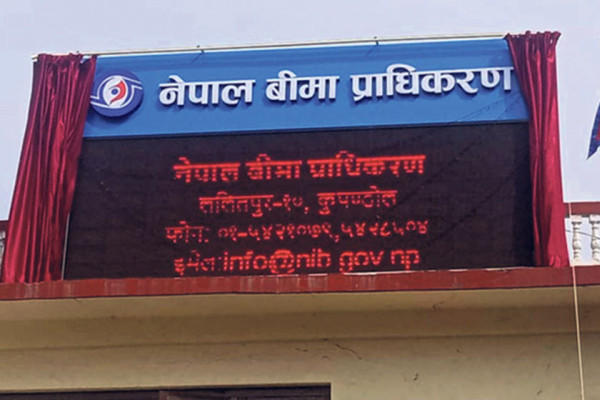 नेपाल बीमा प्राधिकरण
नेपाल बीमा प्राधिकरण
ललितपुर-१०, कुपण्डोल
फोन: ०१-५४२१०७९,५४२८५०४
इमेल:info@nib.gov.np